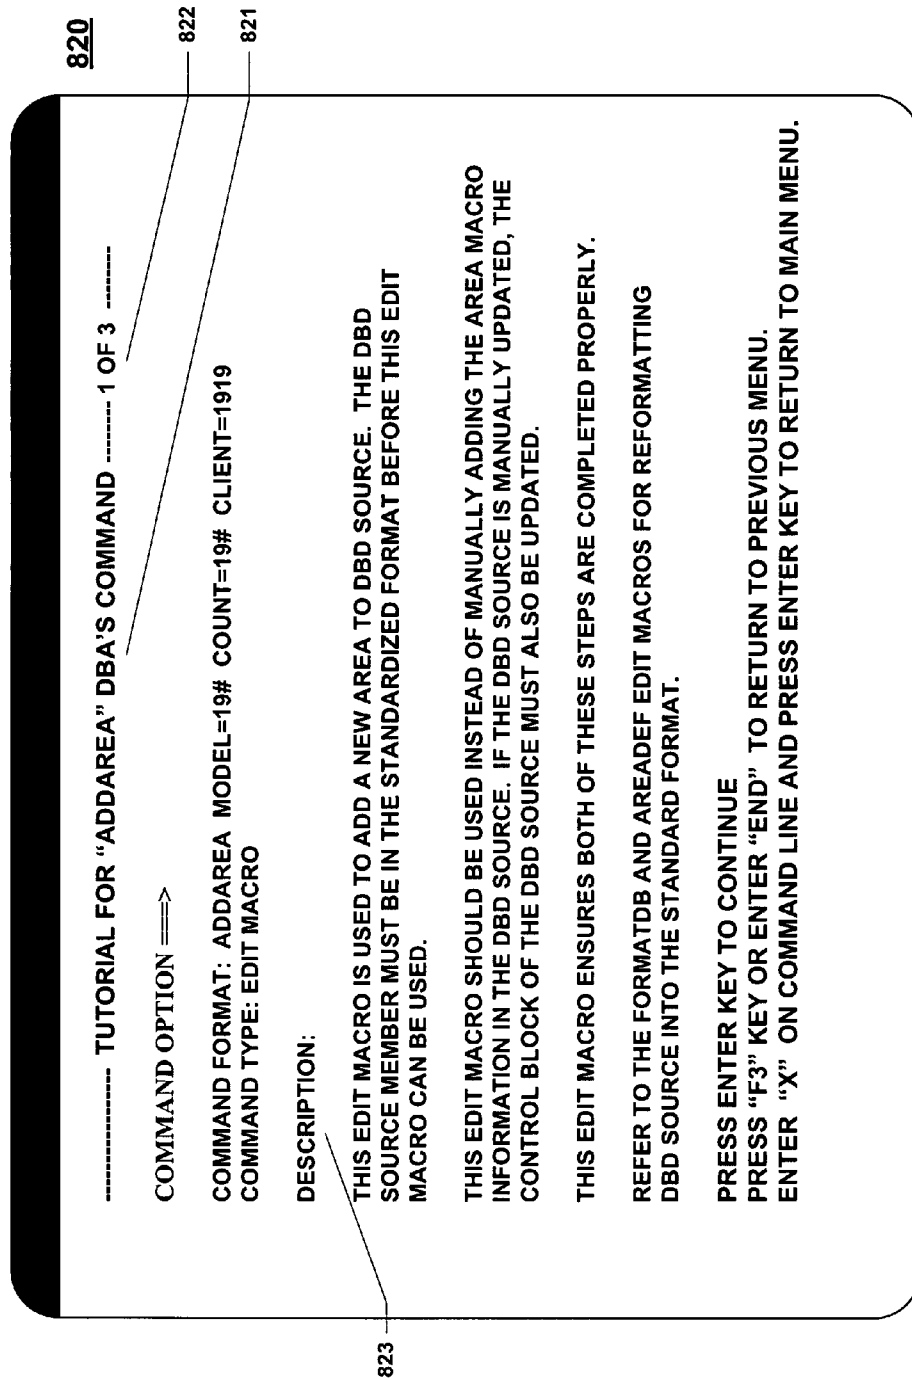 820
822
821
--------------- TUTORIAL FOR “ADDAREA” DBA’S COMMAND --------- 1 OF 3 ---------
COMMAND OPTION ====>
COMMAND FORMAT: ADDAREA MODEL=19# COUNT=19# CLIENT=1919
COMMAND TYPE: EDIT MACRO
DESCRIPTION:
THIS EDIT MACRO IS USED TO ADD A NEW AREA TO DBD SOURCE. THE DBD
SOURCE MEMBER MUST BE IN THE STANDARDIZED FORMAT BEFORE THIS EDIT
MACRO CAN BE USED.
THIS EDIT MACRO SHOULD BE USED INSTEAD OF MANUALLY ADDING THE AREA MACRO
INFORMATION IN THE DBD SOURCE. IF THE DBD SOURCE IS MANUALLY UPDATED, THE
CONTROL BLOCK OF THE DBD SOURCE MUST ALSO BE UPDATED.
THIS EDIT MACRO ENSURES BOTH OF THESE STEPS ARE COMPLETED PROPERLY.
REFER TO THE FORMATDB AND AREADEF EDIT MACROS FOR REFORMATTING
DBD SOURCE INTO THE STANDARD FORMAT.
PRESS ENTER KEY TO CONTINUE
PRESS “F3” KEY OR ENTER “END” TO RETURN TO PREVIOUS MENU.
ENTER “X” ON COMMAND LINE AND PRESS ENTER KEY TO RETURN TO MAIN MENU.
823